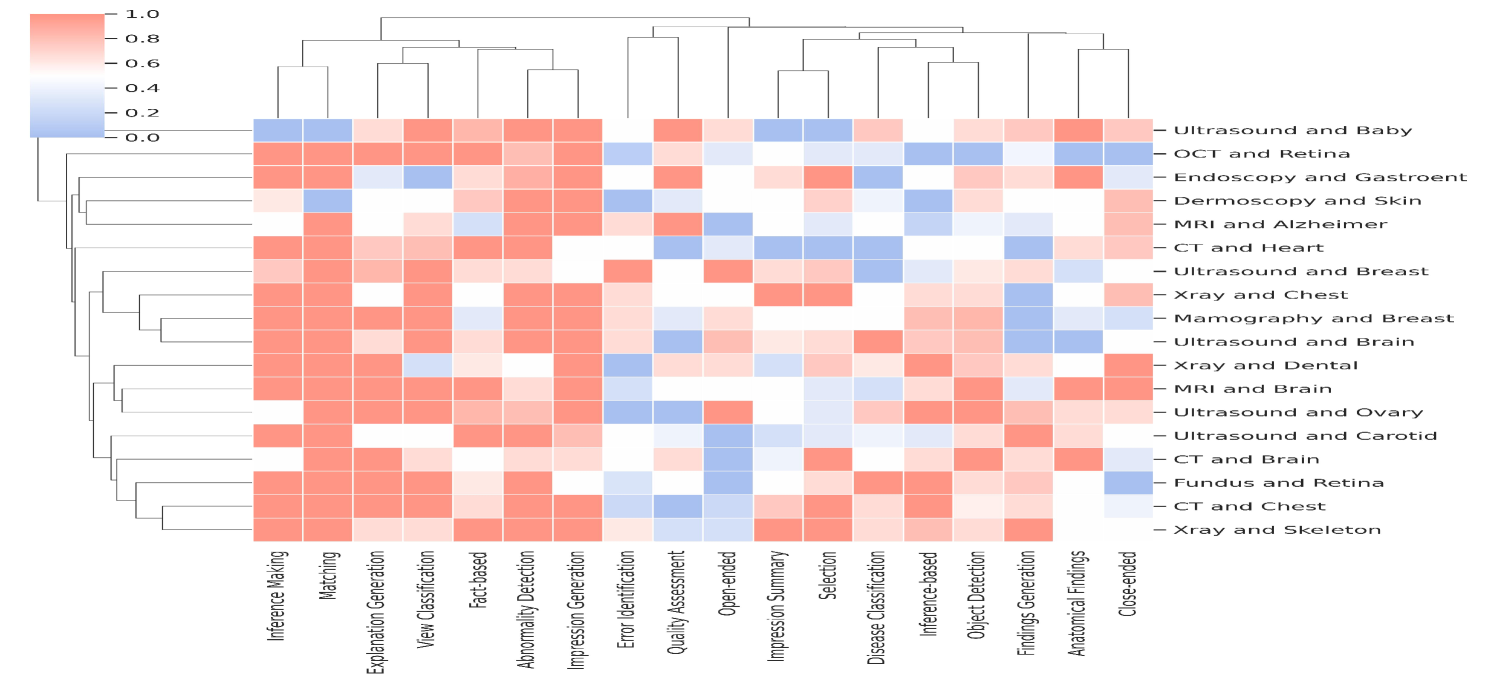 1.0
0.8
0.6
0.4
0.2
0.0
Ultrasound and Baby
OCT and Retina
Endoscopy and Gastroent
Dermoscopy and Skin
MRI and Alzheimer
CT and Heart
Ultrasound and Breast
Xray and Chest
Mamography and Breast
Ultrasound and Brain
Xray and Dental
MRI and Brain
Ultrasound and Ovary
Ultrasound and Carotid
CT and Brain
Fundus and Retina
CT and Chest
Xray and Skeleton
Inference Making
Matching
Explanation Generation
View Classification
Fact-based
Abnormality Detection
Impression Generation
Error Identification
Quality Assessment
Open-ended
Impression Summary
Selection
Disease Classification
Inference-based
Object Detection
Findings Generation
Anatomical Findings
Close-ended